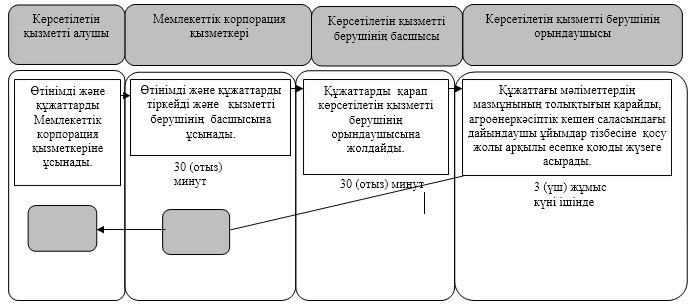 Көрсетілетін
қызметті алушы
Мемлекеттік корпорация
қызметкері
Көрсетілетін қызметті
берушінің басшысы
Көрсетілетін қызметті берушінің
орындаушысы
Өтінімді және
құжаттарды
Мемлекеттік
корпорация
қызметкеріне
ұсынады.
Өтінімді және құжаттарды
тіркейді және қызметті
берушінің басшысына
ұсынады.
30 (отыз)
минут
Құжаттарды қарап
көрсетілетін қызметті
берушінің
орындаушысына
жолдайды.
30 (отыз) минут
Құжаттағы мәліметтердің
мазмұнының толықтығын қарайды,
агроөнеркәсіптік кешен саласындағы
дайындаушы ұйымдар тізбесіне қосу
жолы арқылы есепке қоюды жүзеге
асырады.
3 (үш) жұмыс
күні ішінде